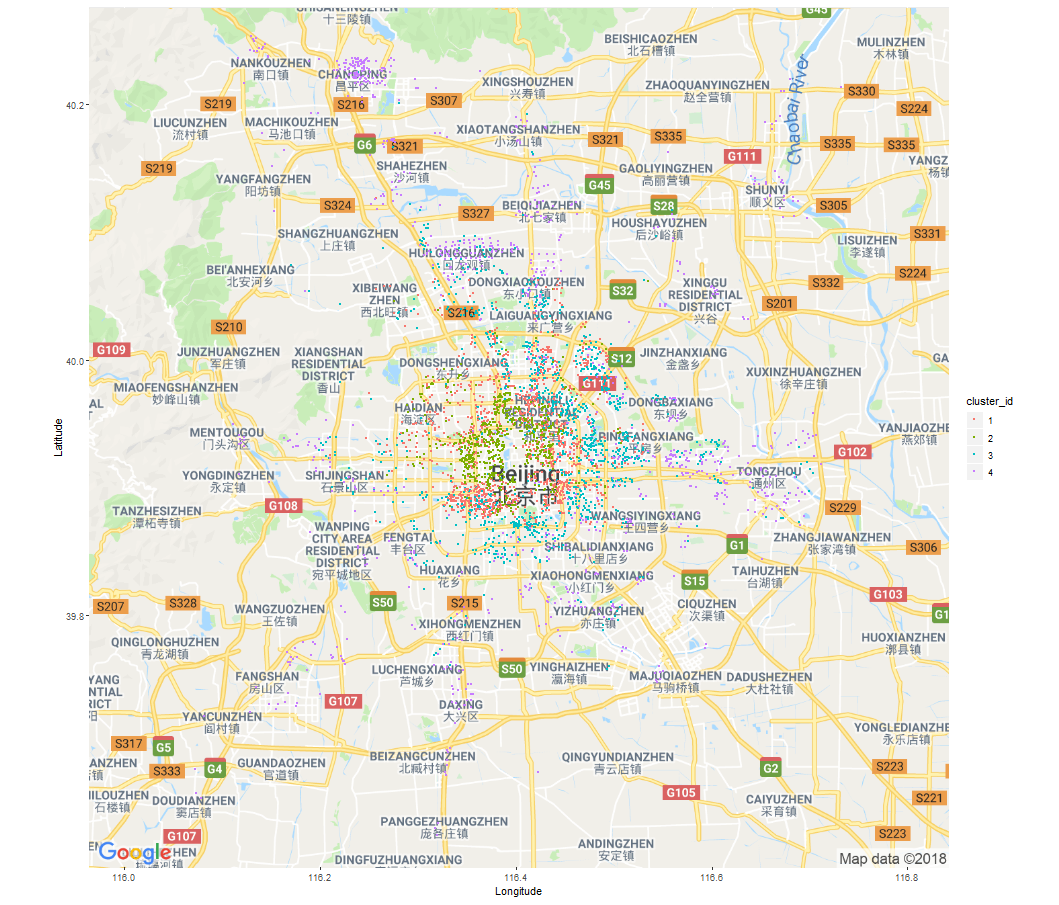 SHISANLINGZHEN
十三陵镇
G45
BEISHICAOZHEN
北石槽镇
MULINZHEN
木林镇
NANKOUZHEN
南口镇
CHANGPING
昌平区
XINGSHOUZHEN
兴寿镇
ZHAOQUANYINGZHEN
赵全营镇
Chaobai River
S330
40.2
S219
S216
S307
S224
LIUCUNZHEN
流村镇
MACHIKOUZHEN
马池口镇
XIAOTANGSHANZHEN
小汤山镇
G6
S321
S321
S335
S335
S335
G111
S219
SHAHEZHEN
沙河镇
GAOLIYINGZHEN
高丽营镇
YANGZ
杨镇
YANGFANGZHEN
阳坊镇
G45
SHUNYI
顺义区
S324
S327
BEIQIJIAZHEN
北七家镇
S28
S305
SHANGZHUANGZHEN
上庄镇
HOUSHAYUZHEN
后沙峪镇
S331
LISUIZHEN
李遂镇
HUILONGGUANZHEN
回龙观镇
BEI'ANHEXIANG
北安河乡
S224
XIBEIWANG
ZHEN
西北旺镇
DONGXIAOKOUZHEN
东小口镇
S32
XINGGU
RESIDENTIAL
DISTRICT
兴谷
S332
S201
S216
LAIGUANGYINGXIANG
来广营乡
S210
G109
40.0
JUNZHUANGZHEN
军庄镇
XIANGSHAN
RESIDENTIAL
DISTRICT
香山
DONGSHENGXIANG
东升乡
S12
JINZHANXIANG
金盏乡
GA
G111
XUXINZHUANGZHEN
徐辛庄镇
MIAOFENGSHANZHEN
妙峰山镇
AL
HAIDIAN
海淀区
RESIDENTIAL
DISTRICT
DONGBAXIANG
东坝乡
MENTOUGOU
门头沟区
PINGFANGXIANG
平房乡
YANJIAOZHE
燕郊镇
G102
YONGDINGZHEN
永定镇
SHIJINGSHAN
石景山区
Beijing
北京市
TONGZHOU
通州区
G108
S229
TANZHESIZHEN
潭柘寺镇
WANPING
CITY AREA
RESIDENTIAL
DISTRICT
宛平城地区
FENGTAI
丰台区
WANGSIYINGXIANG
王四营乡
ZHANGJIAWANZHEN
张家湾镇
G1
S306
SHIBALIDIANXIANG
十八里店乡
HUAXIANG
花乡
XIAOHONGMENXIANG
小红门乡
S15
TAIHUZHEN
台湖镇
G103
S207
S328
S50
S215
39.8
WANGZUOZHEN
王佐镇
YIZHUANGZHEN
亦庄镇
CIQUZHEN
次渠镇
G1
XIHONGMENZHEN
西红门镇
QINGLONGHUZHEN
青龙湖镇
HUOXIANZHEN
漷县镇
YANG
NTIAL
RICT
阳
FANGSHAN
房山区
LUCHENGXIANG
芦城乡
S50
YINGHAIZHEN
瀛海镇
MAJUQIAOZHEN
马驹桥镇
DADUSHEZHEN
大杜社镇
G107
DAXING
大兴区
YANCUNZHEN
阎村镇
YONGLEDIANZHE
永乐店镇
S317
G5
ANZHEN
S333
G4
GUANDAOZHEN
官道镇
BEIZANGCUNZHEN
北臧村镇
QINGYUNDIANZHEN
青云店镇
G2
S223
HILOUZHEN
石楼镇
DOUDIANZHEN
窦店镇
G105
CAIYUZHEN
采育镇
S221
PANGGEZHUANGZHEN
庞各庄镇
G107
S223
ANDINGZHEN
安定镇
Google
ZHEN
DINGFUZHUANGXIANG
Map data ©2018
116.0
116.2
116.4
116.6
116.8
Longitude
Latitude
cluster_id
1
2
3
4